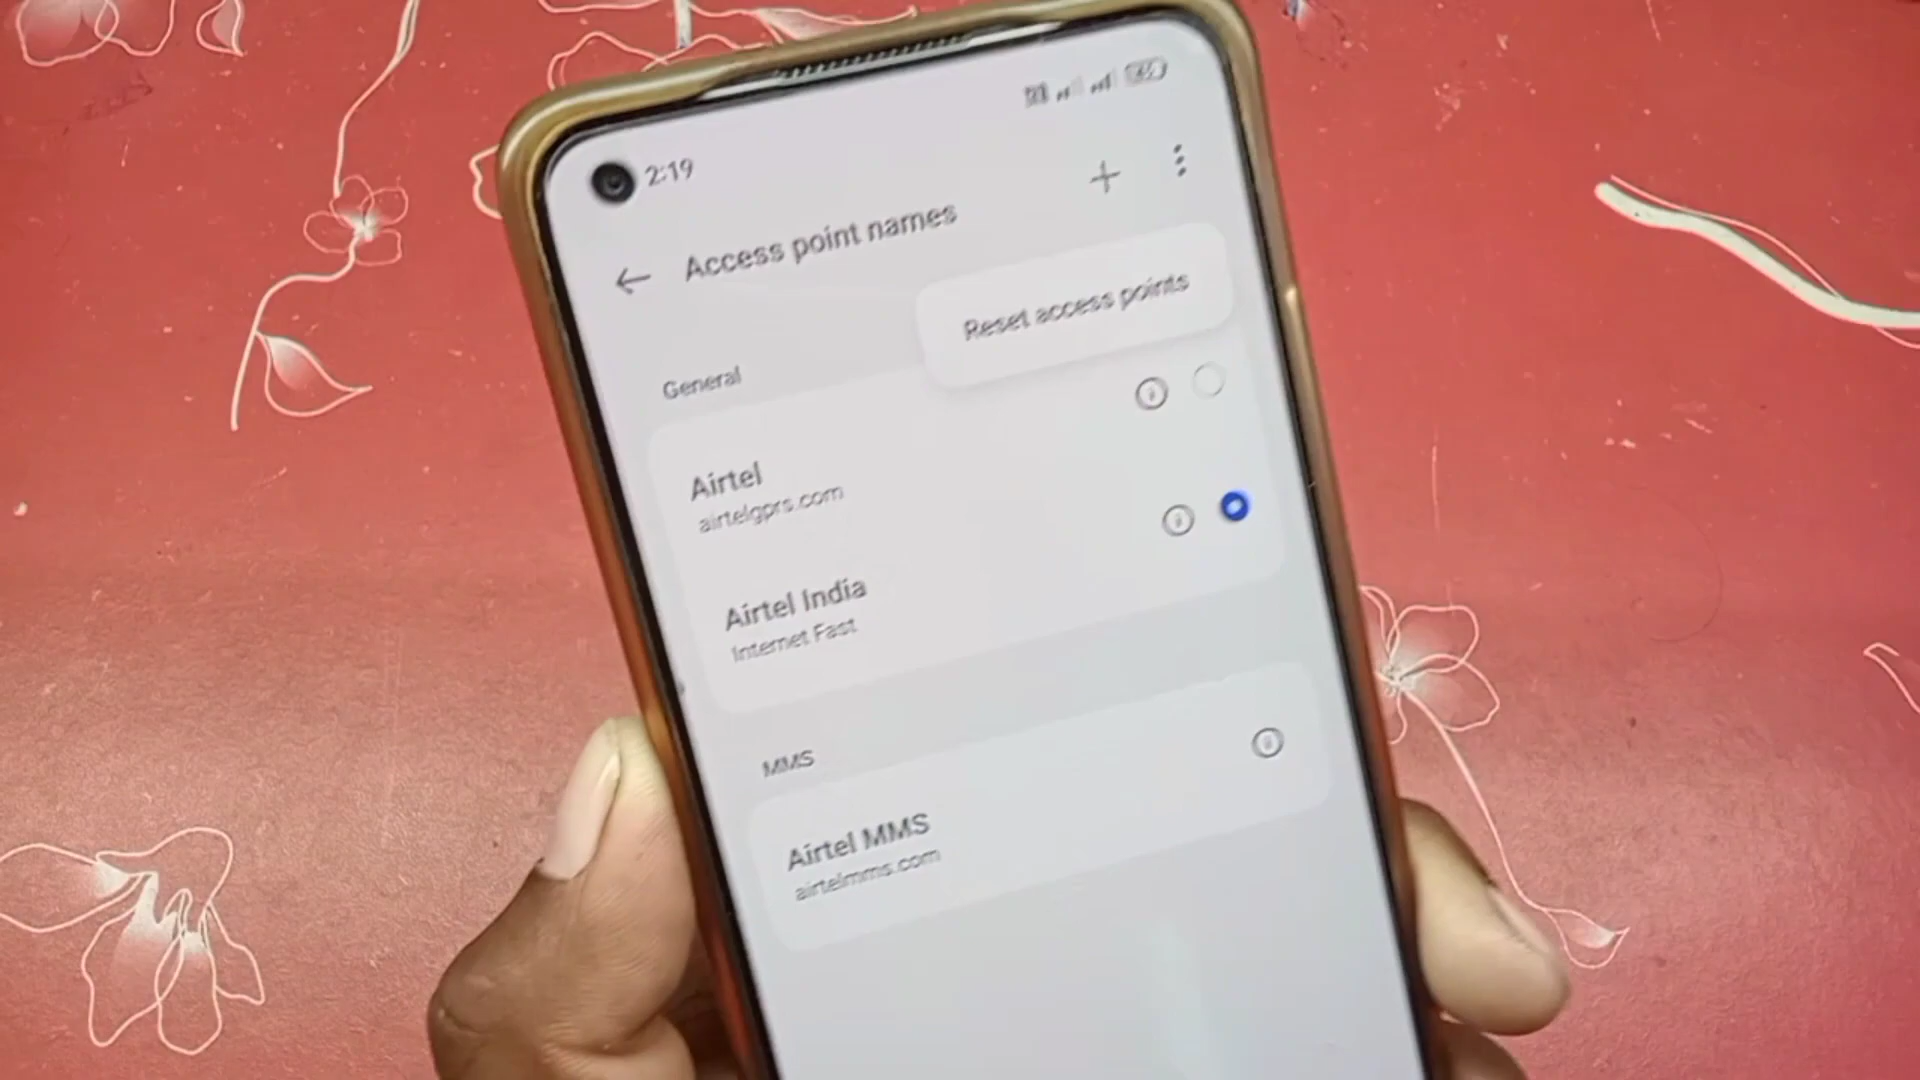 2:19
Access point names
Reset access points
General
Airtel
airtelgprs.com
Airtel India
Internet Fast
MMS
Airtel MMS
airtelmms.com